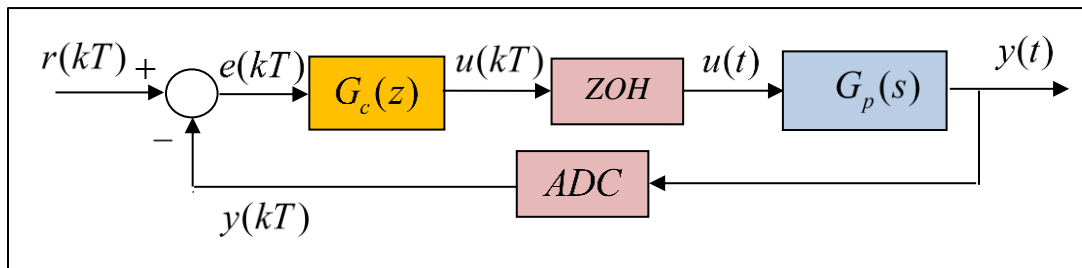 r(kT) + e(kT) G_c(z) u(kT) ZOH u(t) G_p(s) y(t)
−
y(kT) ADC